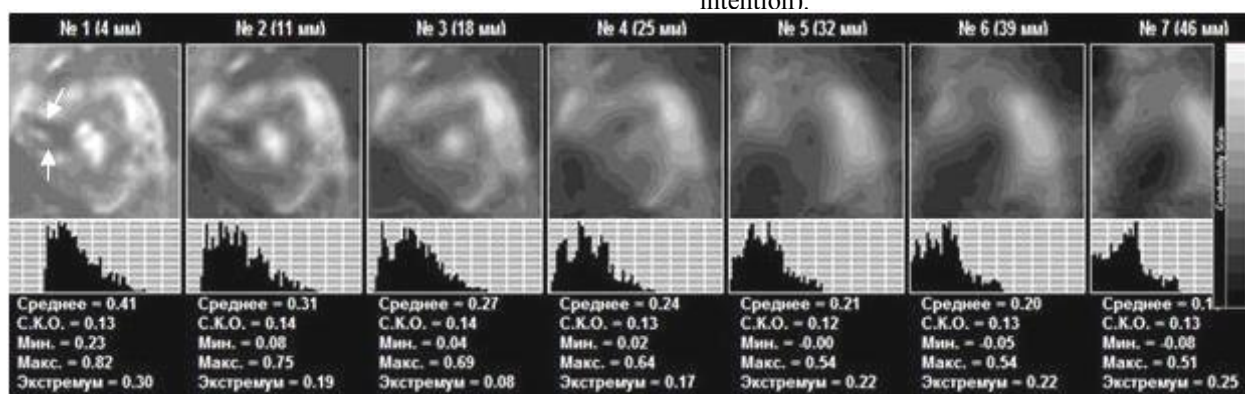 intention).
№ 1 (4 мм) № 2 (11 мм) № 3 (18 мм) № 4 (25 мм) № 5 (32 мм) № 6 (39 мм) № 7 (46 мм)
Conductivity Scale
Среднее = 0.41 Среднее = 0.31 Среднее = 0.27 Среднее = 0.24 Среднее = 0.21 Среднее = 0.20 Среднее = 0.1
С.К.О. = 0.13 С.К.О. = 0.14 С.К.О. = 0.14 С.К.О. = 0.13 С.К.О. = 0.12 С.К.О. = 0.13 С.К.О. = 0.13
Мин. = 0.23 Мин. = 0.08 Мин. = 0.04 Мин. = 0.02 Мин. = -0.00 Мин. = -0.05 Мин. = -0.08
Макс. = 0.82 Макс. = 0.75 Макс. = 0.69 Макс. = 0.64 Макс. = 0.54 Макс. = 0.54 Макс. = 0.51
Экстремум = 0.30 Экстремум = 0.19 Экстремум = 0.08 Экстремум = 0.17 Экстремум = 0.22 Экстремум = 0.22 Экстремум = 0.25